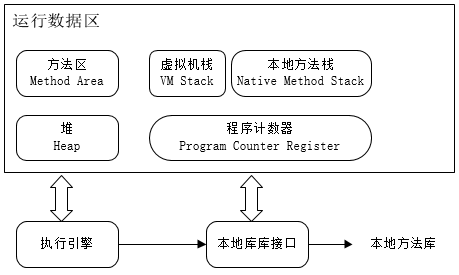 运行数据区
方法区
Method Area
虚拟机栈
VM Stack
本地方法栈
Native Method Stack
堆
Heap
程序计数器
Program Counter Register
执行引擎
本地库库接口
本地方法库